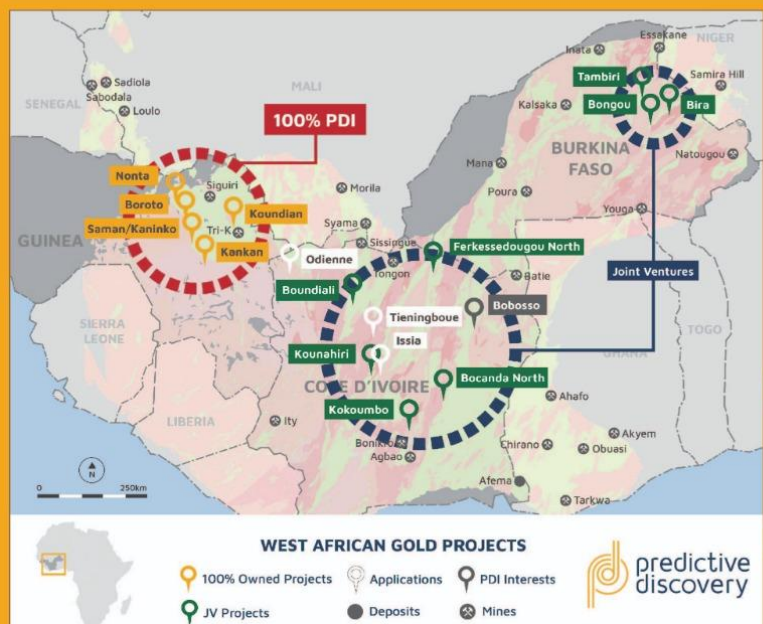 Essakane
NIGER
Inata
Tambiri
Samira Hill
Sadiola
Sabodala
MALI
SENEGAL
Loulo
Kalsaka
Bongou
Bira
100% PDI
BURKINA
FASO
Natougou
Mana
Nonta
Siguiri
Morila
Poura
Boroto
Koundian
Youga
Saman/Kaninko
Tri-K
Syama
GUINEA
Kankan
Sissingue
Odienne
Ferkessedougou North
Tongon
Batie
Joint Ventures
Boundiali
Bobosso
Tieningboue
SIERRA
LEONE
Issia
TOGO
Kounahiri
GHANA
COTE D'IVOIRE
Bocanda North
LIBERIA
Ahafo
Kokoumbo
Ity
Bonikro
Akyem
Chirano
Obuasi
Agbao
Afema
Tarkwa
N
0 250km
WEST AFRICAN GOLD PROJECTS
100% Owned Projects
Applications
PDI Interests
JV Projects
Deposits
Mines
predictive
discovery